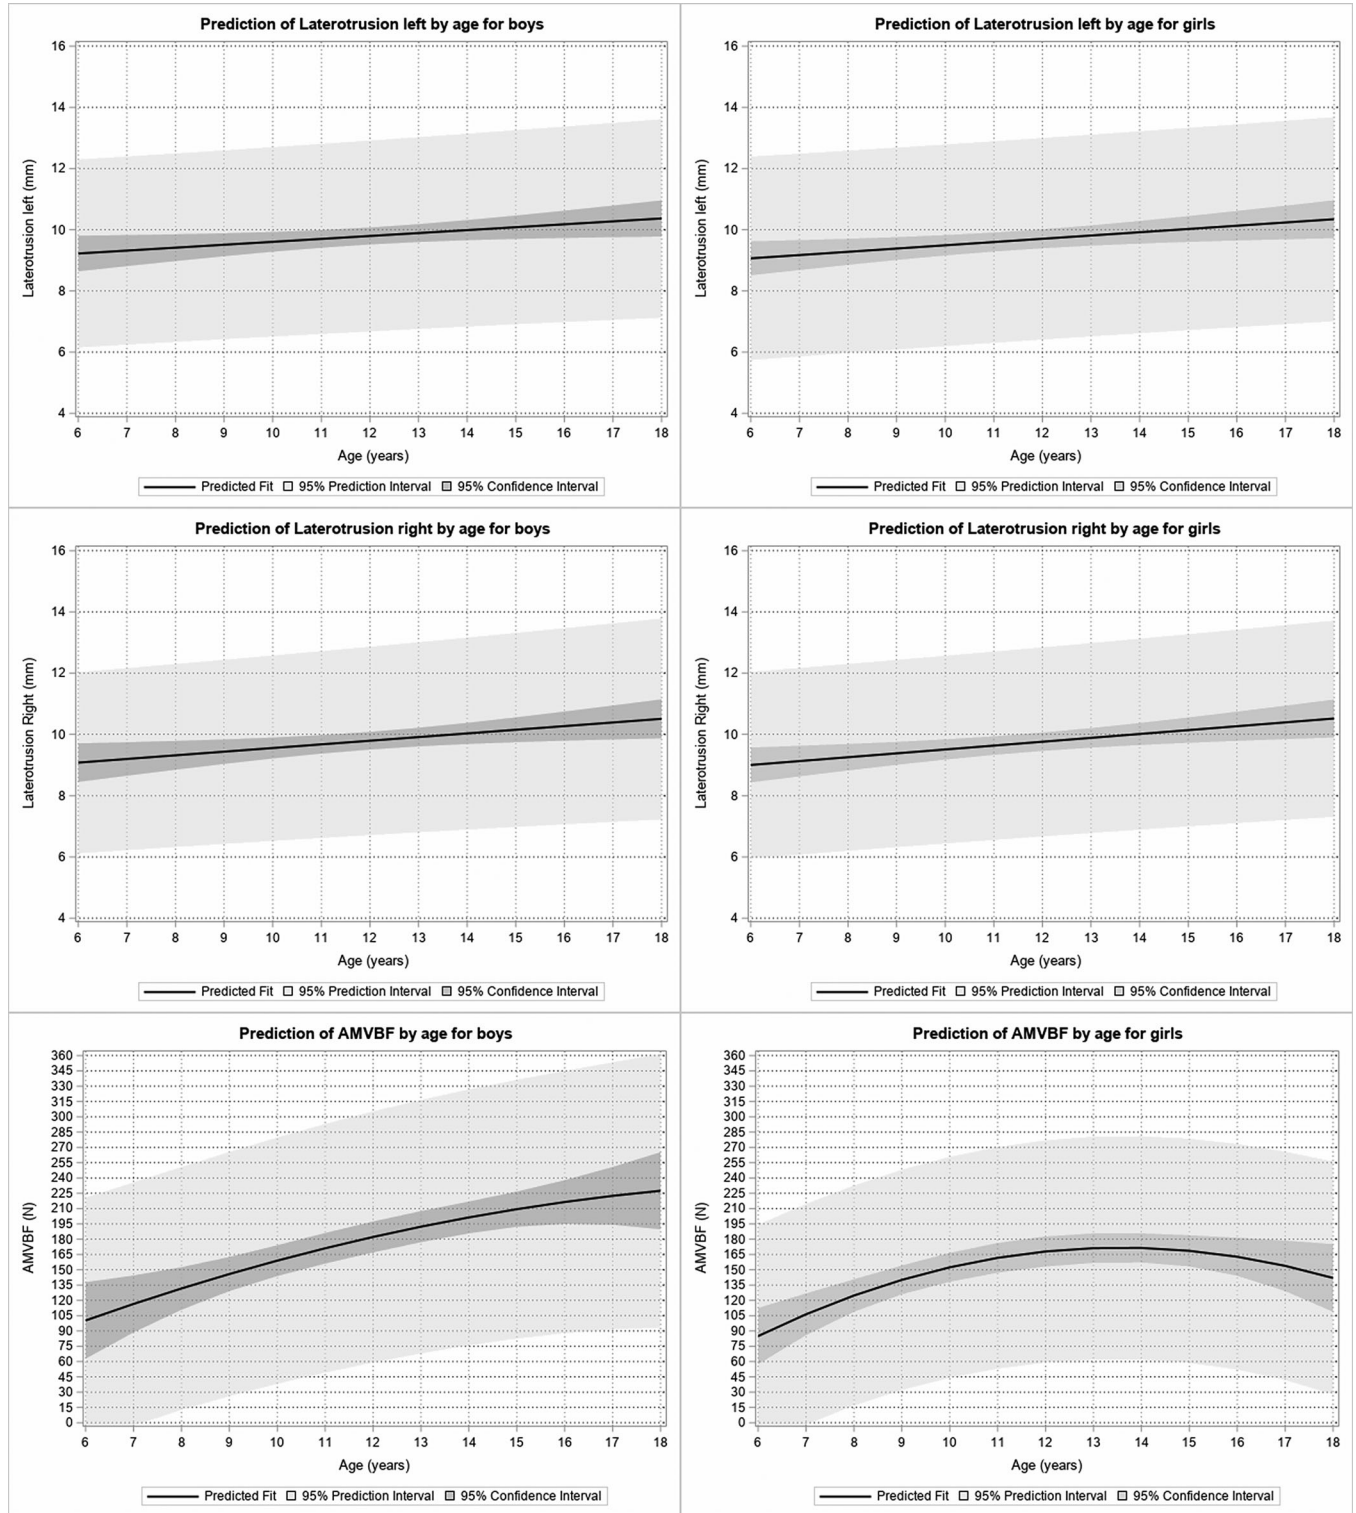 Prediction of Laterotrusion left by age for boys
16
14
12
10
8
6
4
Laterotrusion left (mm)
6 7 8 9 10 11 12 13 14 15 16 17 18
Age (years)
Predicted Fit 95% Prediction Interval 95% Confidence Interval
Prediction of Laterotrusion left by age for girls
16
14
12
10
8
6
4
Laterotrusion left (mm)
6 7 8 9 10 11 12 13 14 15 16 17 18
Age (years)
Predicted Fit 95% Prediction Interval 95% Confidence Interval
Prediction of Laterotrusion right by age for boys
16
14
12
10
8
6
4
Laterotrusion Right (mm)
6 7 8 9 10 11 12 13 14 15 16 17 18
Age (years)
Predicted Fit 95% Prediction Interval 95% Confidence Interval
Prediction of Laterotrusion right by age for girls
16
14
12
10
8
6
4
Laterotrusion Right (mm)
6 7 8 9 10 11 12 13 14 15 16 17 18
Age (years)
Predicted Fit 95% Prediction Interval 95% Confidence Interval
Prediction of AMVBF by age for boys
360
345
330
315
300
285
270
255
240
225
210
195
180
165
150
135
120
105
90
75
60
45
30
15
0
AMVBF (N)
6 7 8 9 10 11 12 13 14 15 16 17 18
Age (years)
Predicted Fit 95% Prediction Interval 95% Confidence Interval
Prediction of AMVBF by age for girls
360
345
330
315
300
285
270
255
240
225
210
195
180
165
150
135
120
105
90
75
60
45
30
15
0
AMVBF (N)
6 7 8 9 10 11 12 13 14 15 16 17 18
Age (years)
Predicted Fit 95% Prediction Interval 95% Confidence Interval